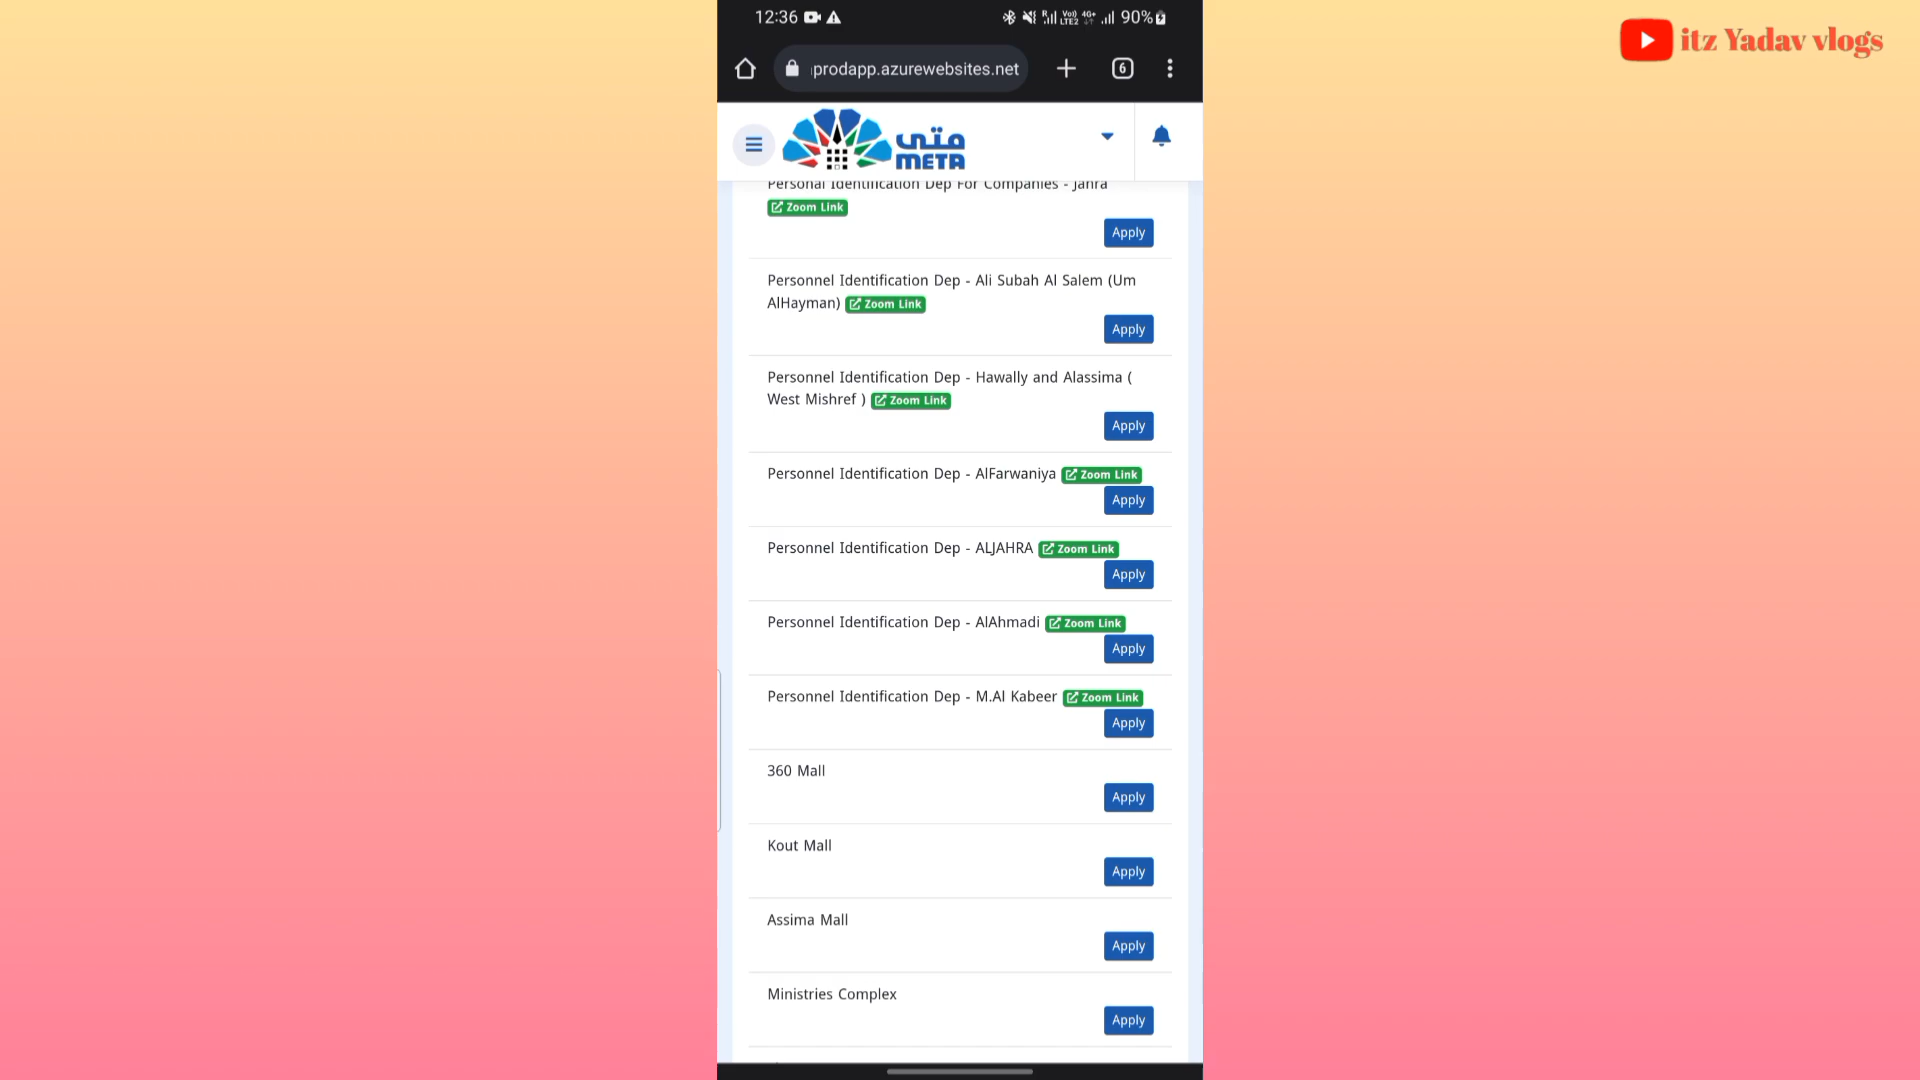 12:36
Vo)) 4G+
R LTE2 90%
prodapp.azurewebsites.net
6
itz Yadav vlogs
متى
META
Personal Identification Dep For Companies - Jahra
Zoom Link
Apply
Personnel Identification Dep - Ali Subah Al Salem (Um
AlHayman) Zoom Link
Apply
Personnel Identification Dep - Hawally and Alassima (
West Mishref ) Zoom Link
Apply
Personnel Identification Dep - AlFarwaniya Zoom Link
Apply
Personnel Identification Dep - ALJAHRA Zoom Link
Apply
Personnel Identification Dep - AlAhmadi Zoom Link
Apply
Personnel Identification Dep - M.Al Kabeer Zoom Link
Apply
360 Mall
Apply
Kout Mall
Apply
Assima Mall
Apply
Ministries Complex
Apply